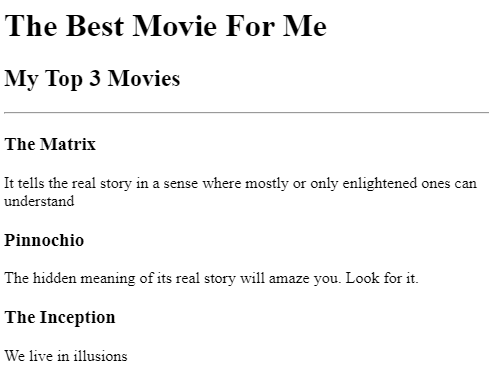 The Best Movie For Me
My Top 3 Movies
The Matrix
It tells the real story in a sense where mostly or only enlightened ones can
understand
Pinnochio
The hidden meaning of its real story will amaze you. Look for it.
The Inception
We live in illusions